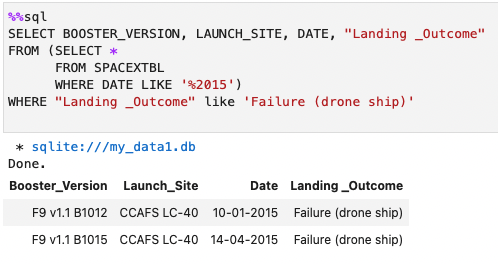 %%sql
SELECT BOOSTER_VERSION, LAUNCH_SITE, DATE, "Landing _Outcome"
FROM (SELECT *
FROM SPACEXTBL
WHERE DATE LIKE '%2015')
WHERE "Landing _Outcome" like 'Failure (drone ship)'
* sqlite:///my_data1.db
Done.
Booster_Version Launch_Site Date Landing _Outcome
F9 v1.1 B1012 CCAFS LC-40 10-01-2015 Failure (drone ship)
F9 v1.1 B1015 CCAFS LC-40 14-04-2015 Failure (drone ship)